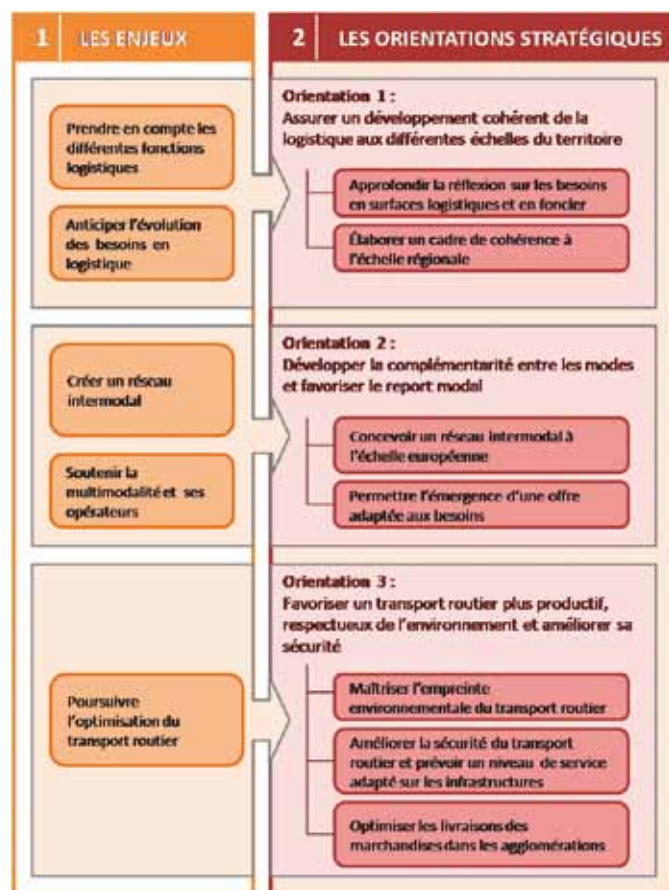 1 LES ENJEUX
Prendre en compte les
différentes fonctions
logistiques
Anticiper l'évolution
des besoins en
logistique
Créer un réseau
intermodal
Soutenir la
multimodalité et ses
opérateurs
Poursuivre
l'optimisation du
transport routier
2 LES ORIENTATIONS STRATÉGIQUES
Orientation 1 :
Assurer un développement cohérent de la
logistique aux différentes échelles du territoire
Approfondir la réflexion sur les besoins
en surfaces logistiques et en foncier
Élaborer un cadre de cohérence à
l'échelle régionale
Orientation 2 :
Développer la complémentarité entre les modes
et favoriser le report modal
Concevoir un réseau intermodal à
l'échelle européenne
Permettre l'émergence d'une offre
adaptée aux besoins
Orientation 3 :
Favoriser un transport routier plus productif,
respectueux de l'environnement et améliorer sa
sécurité
Maîtriser l'empreinte
environnementale du transport routier
Améliorer la sécurité du transport
routier et prévoir un niveau de service
adapté sur les infrastructures
Optimiser les livraisons des
marchandises dans les agglomérations